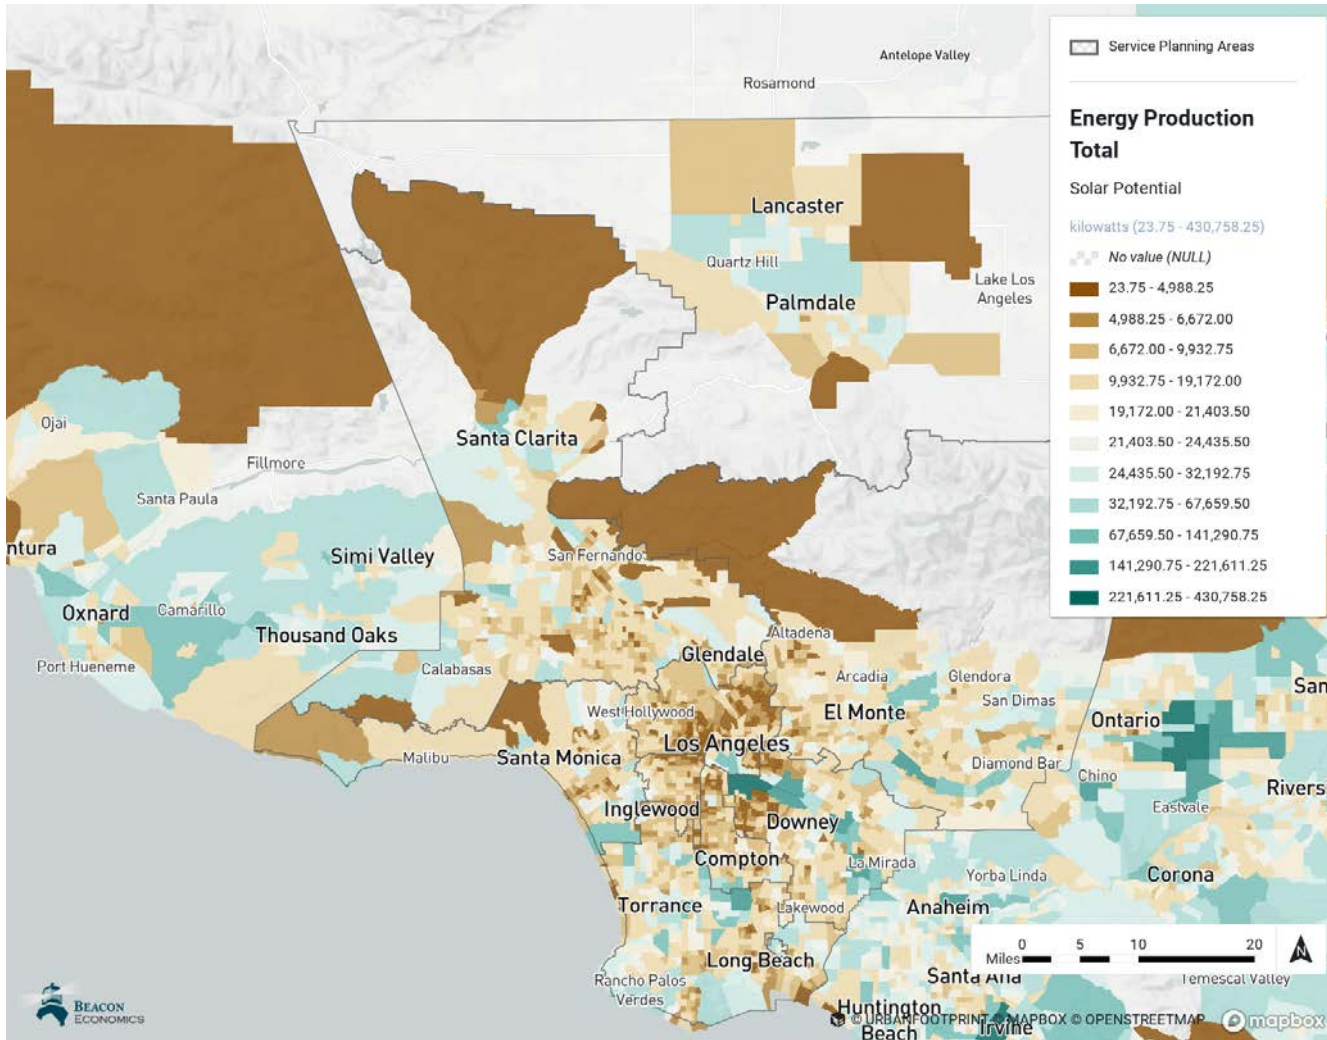 Service Planning Areas
Energy Production
Total
Solar Potential
kilowatts (23.75 - 430,758.25)
No value (NULL)
23.75 - 4,988.25
4,988.25 - 6,672.00
6,672.00 - 9,932.75
9,932.75 - 19,172.00
19,172.00 - 21,403.50
21,403.50 - 24,435.50
24,435.50 - 32,192.75
32,192.75 - 67,659.50
67,659.50 - 141,290.75
141,290.75 - 221,611.25
221,611.25 - 430,758.25
Antelope Valley
Rosamond
Lancaster
Quartz Hill
Lake Los
Angeles
Palmdale
Ojai
Santa Clarita
Fillmore
Santa Paula
ntura
Simi Valley
San Fernando
Oxnard
Camarillo
Thousand Oaks
Altadena
Port Hueneme
Calabasas
Glendale
Arcadia
Glendora
San
San Dimas
West Hollywood
El Monte
Ontario
Los Angeles
Malibu
Santa Monica
Diamond Bar
Chino
Rivers
Inglewood
Eastvale
Downey
Compton
La Mirada
Yorba Linda
Corona
Torrance
Lakewood
Anaheim
0 5 10 20
Miles
N
Long Beach
Rancho Palos
Verdes
Santa Ana
Temescal Valley
Huntington
Beach
Irvine
BEACON
ECONOMICS
© URBANFOOTPRINT © MAPBOX © OPENSTREETMAP
mapbox